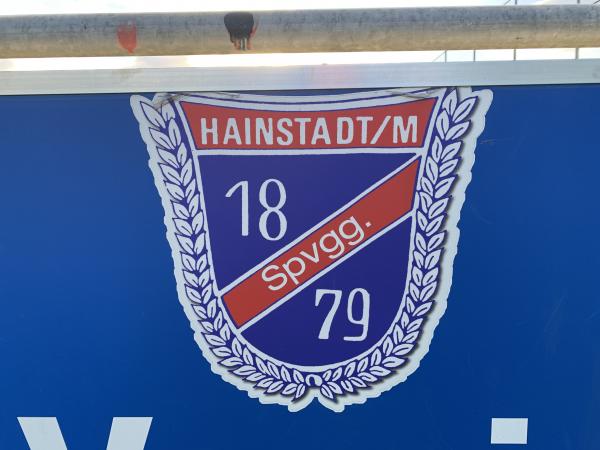 HAINSTADT/M
18
Spvgg.
79